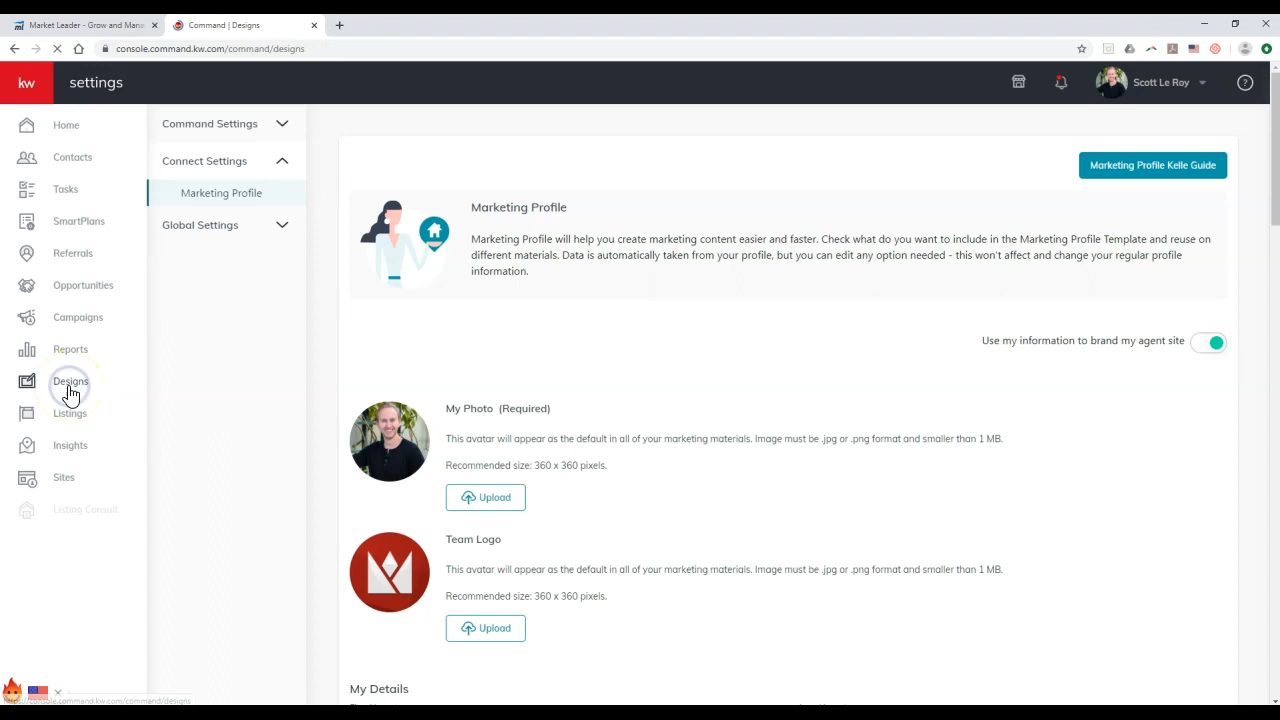 Market Leader - Grow and Mana
Command | Designs
console.command.kw.com/command/designs
kw
settings
Scott Le Roy
Home
Contacts
Tasks
SmartPlans
Referrals
Opportunities
Campaigns
Reports
Designs
Listings
Insights
Sites
Listing Consult
Command Settings
Connect Settings
Marketing Profile
Global Settings
Marketing Profile Kelle Guide
Marketing Profile
Marketing Profile will help you create marketing content easier and faster. Check what do you want to include in the Marketing Profile Template and reuse on
different materials. Data is automatically taken from your profile, but you can edit any option needed - this won't affect and change your regular profile
information.
Use my information to brand my agent site
My Photo (Required)
This avatar will appear as the default in all of your marketing materials. Image must be .jpg or .png format and smaller than 1 MB.
Recommended size: 360 x 360 pixels.
Upload
Team Logo
This avatar will appear as the default in all of your marketing materials. Image must be .jpg or .png format and smaller than 1 MB.
Recommended size: 360 x 360 pixels.
Upload
My Details
https://console.command.kw.com/command/designs